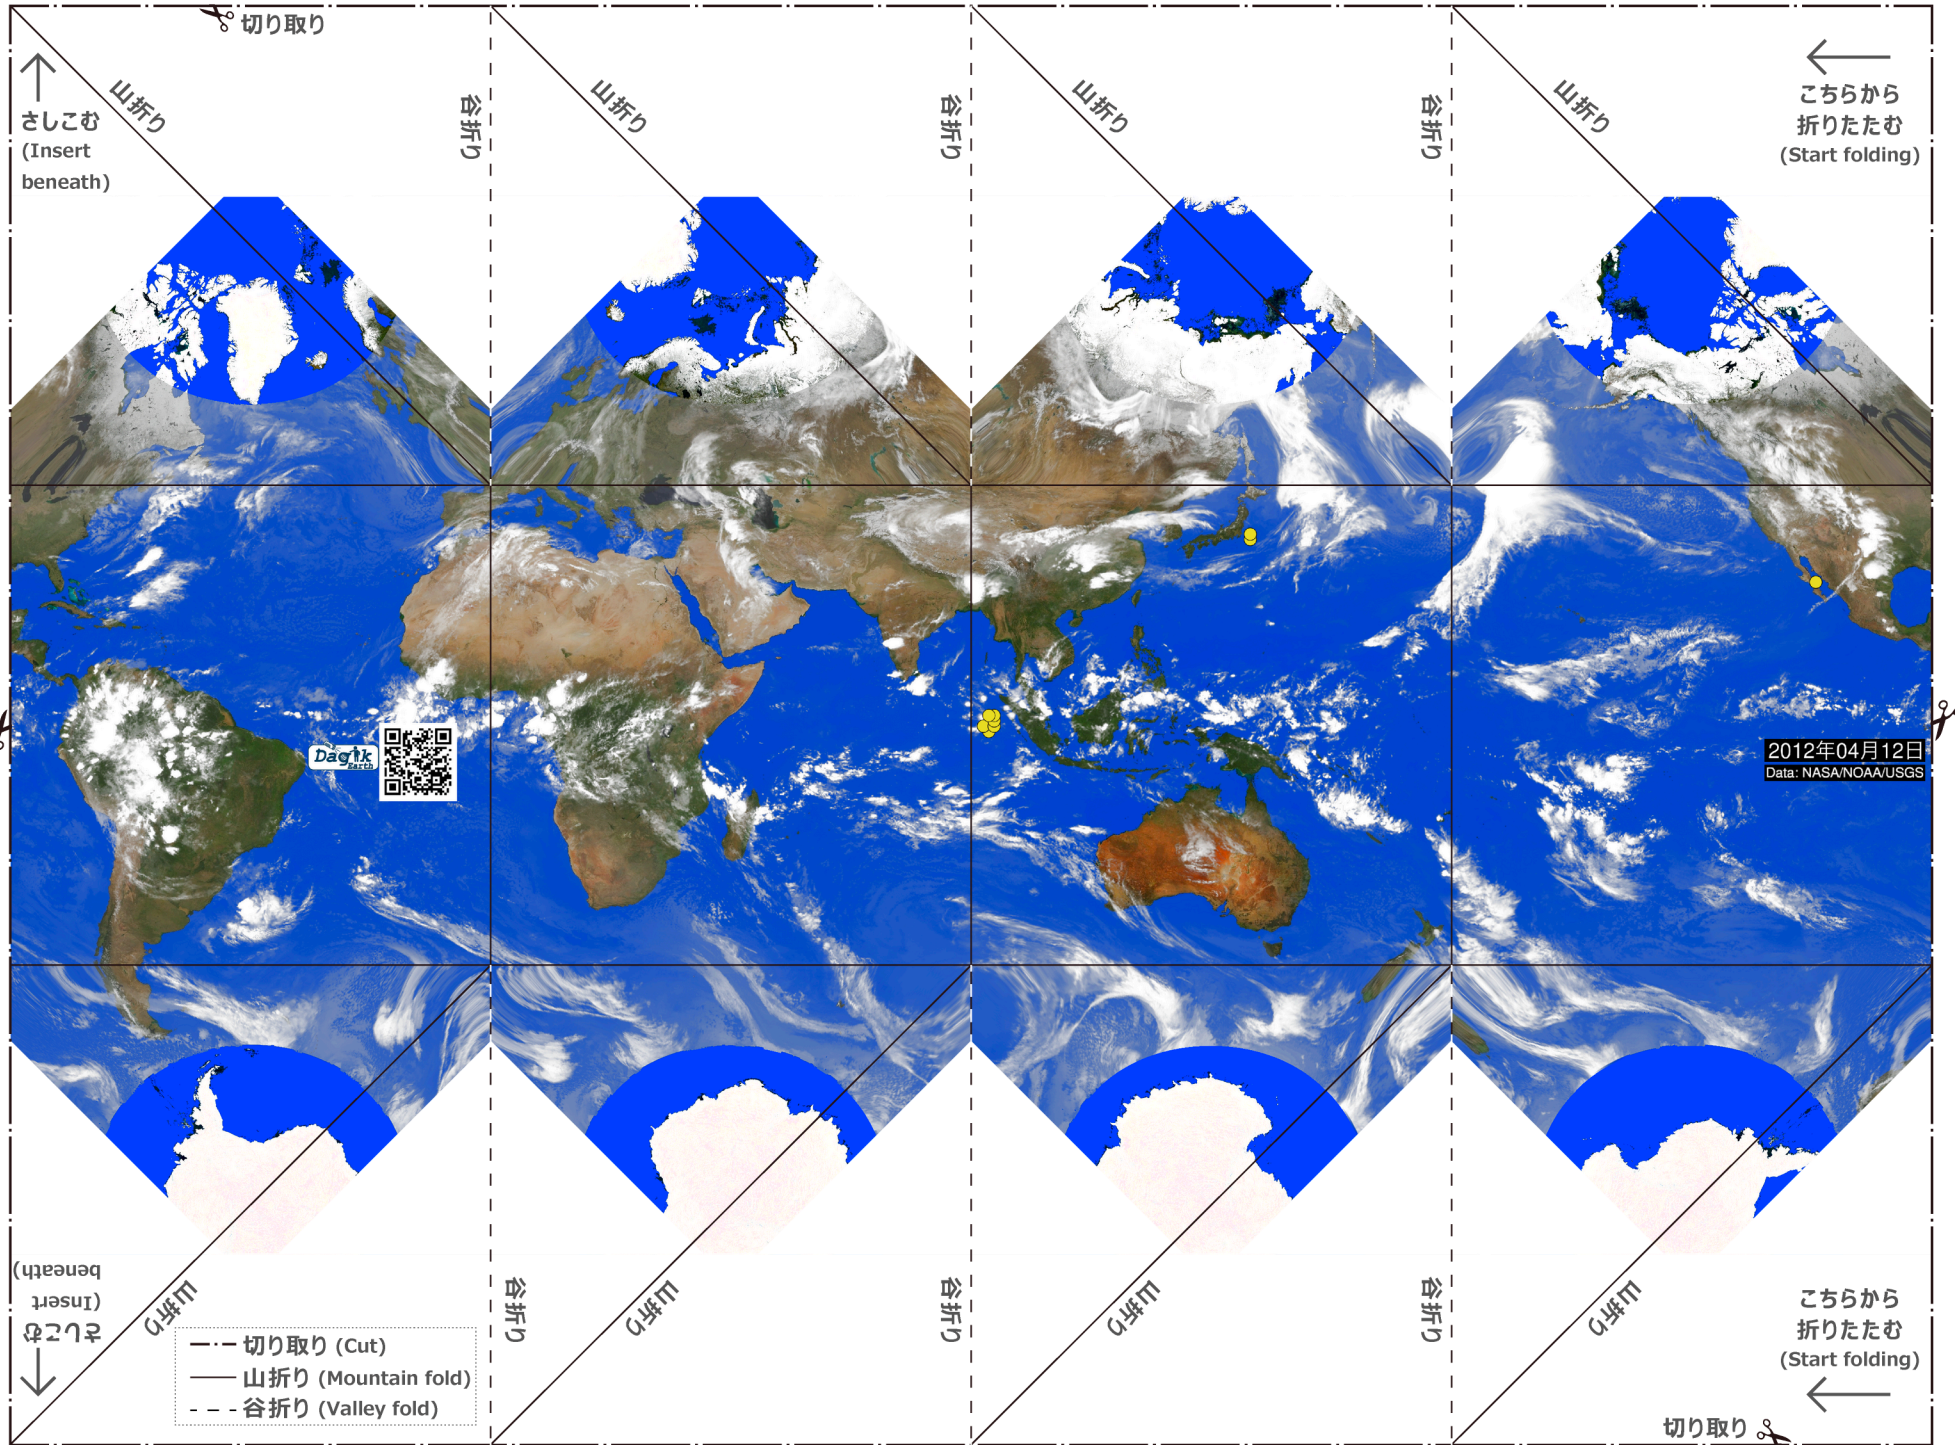 切り取り
さしこむ
(Insert
beneath)
山折り
谷折り
山折り
谷折り
山折り
谷折り
山折り
こちらから
折りたたむ
(Start folding)
Dagik
Earth
2012年04月12日
Data: NASA/NOAA/USGS
さしこむ
(Insert
beneath)
山折り
谷折り
山折り
谷折り
山折り
谷折り
山折り
こちらから
折りたたむ
(Start folding)
切り取り (Cut)
山折り (Mountain fold)
谷折り (Valley fold)
切り取り